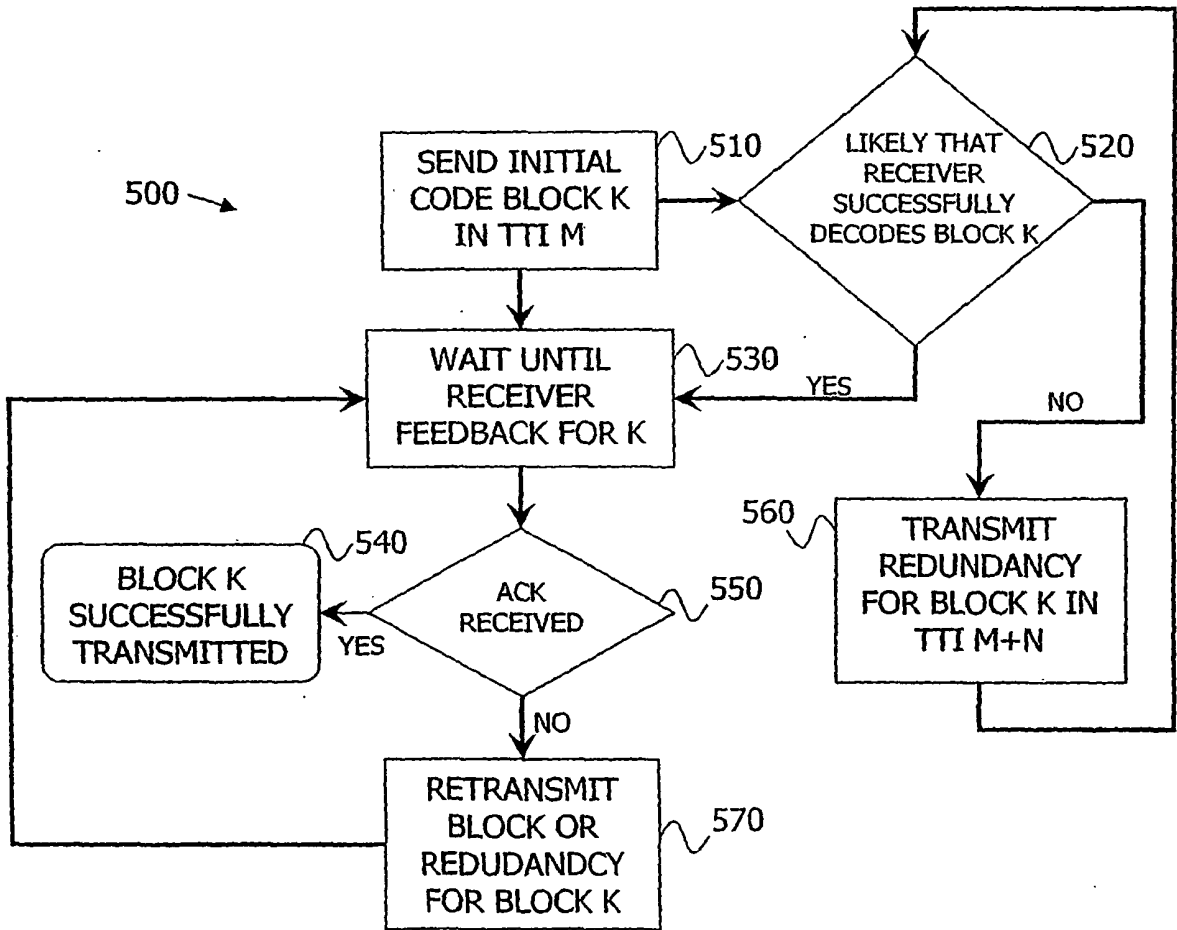 500
SEND INITIAL
CODE BLOCK K
IN TTI M
510
LIKELY THAT
RECEIVER
SUCCESSFULLY
DECODES BLOCK K
520
WAIT UNTIL
RECEIVER
FEEDBACK FOR K
530
YES
NO
540
BLOCK K
SUCCESSFULLY
TRANSMITTED
YES
ACK
RECEIVED
550
560
TRANSMIT
REDUNDANCY
FOR BLOCK K IN
TTI M+N
NO
RETRANSMIT
BLOCK OR
REDUDANDCY
FOR BLOCK K
570